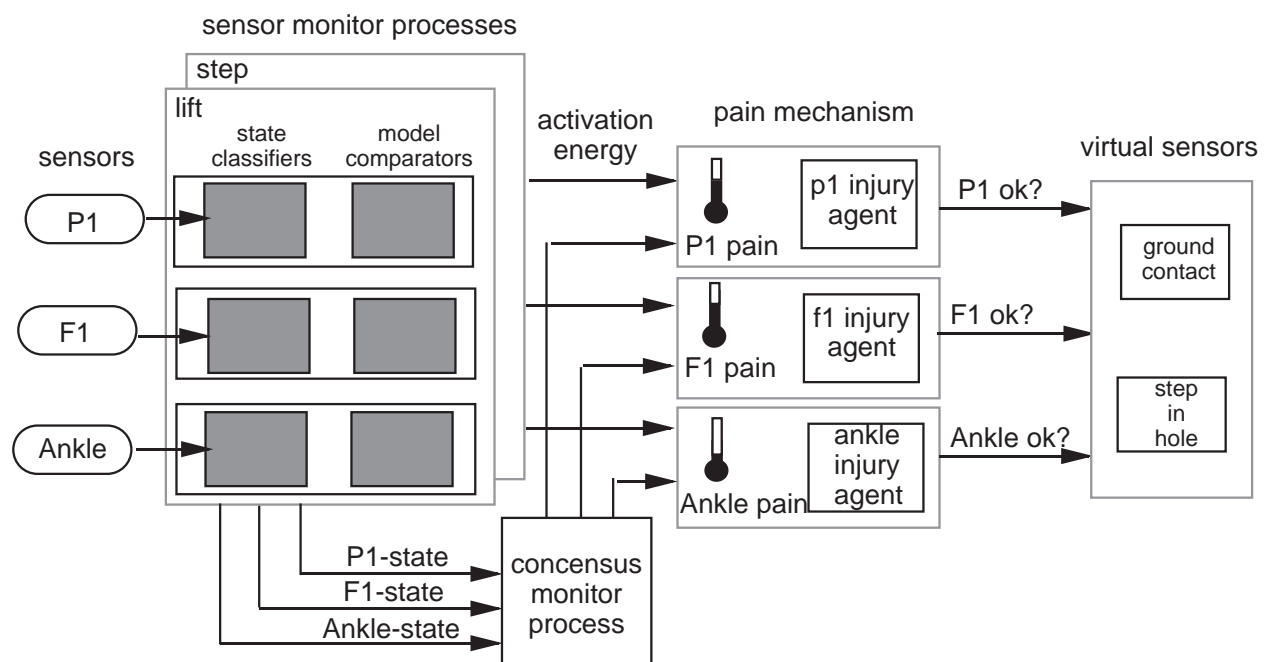 sensor monitor processes
step
lift
state
classifiers
model
comparators
sensors
P1
F1
Ankle
activation
energy
pain mechanism
P1 pain
p1 injury
agent
F1 pain
f1 injury
agent
Ankle pain
ankle
injury
agent
P1 ok?
F1 ok?
Ankle ok?
virtual sensors
ground
contact
step
in
hole
P1-state
F1-state
Ankle-state
concensus
monitor
process